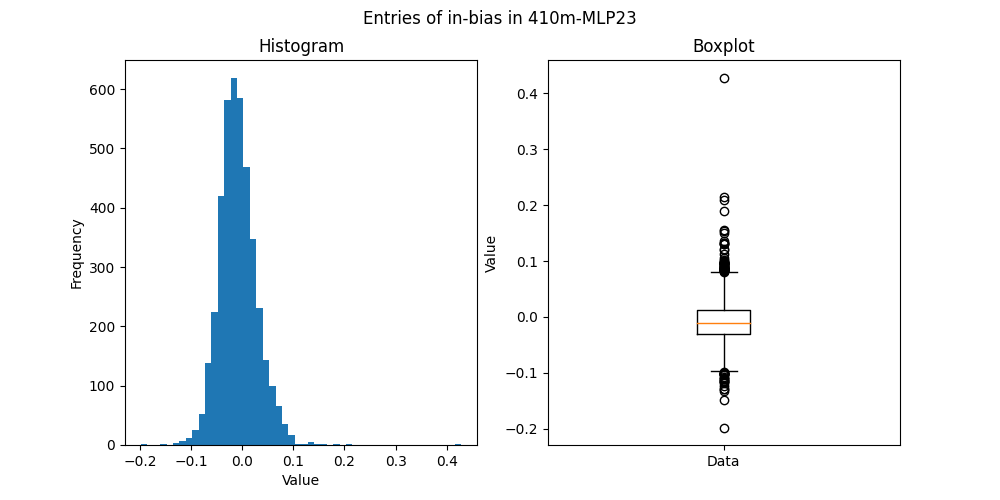 Entries of in-bias in 410m-MLP23
Histogram
Frequency
600
500
400
300
200
100
0
−0.2 −0.1 0.0 0.1 0.2 0.3 0.4
Value
Boxplot
Value
0.4
0.3
0.2
0.1
0.0
−0.1
−0.2
Data